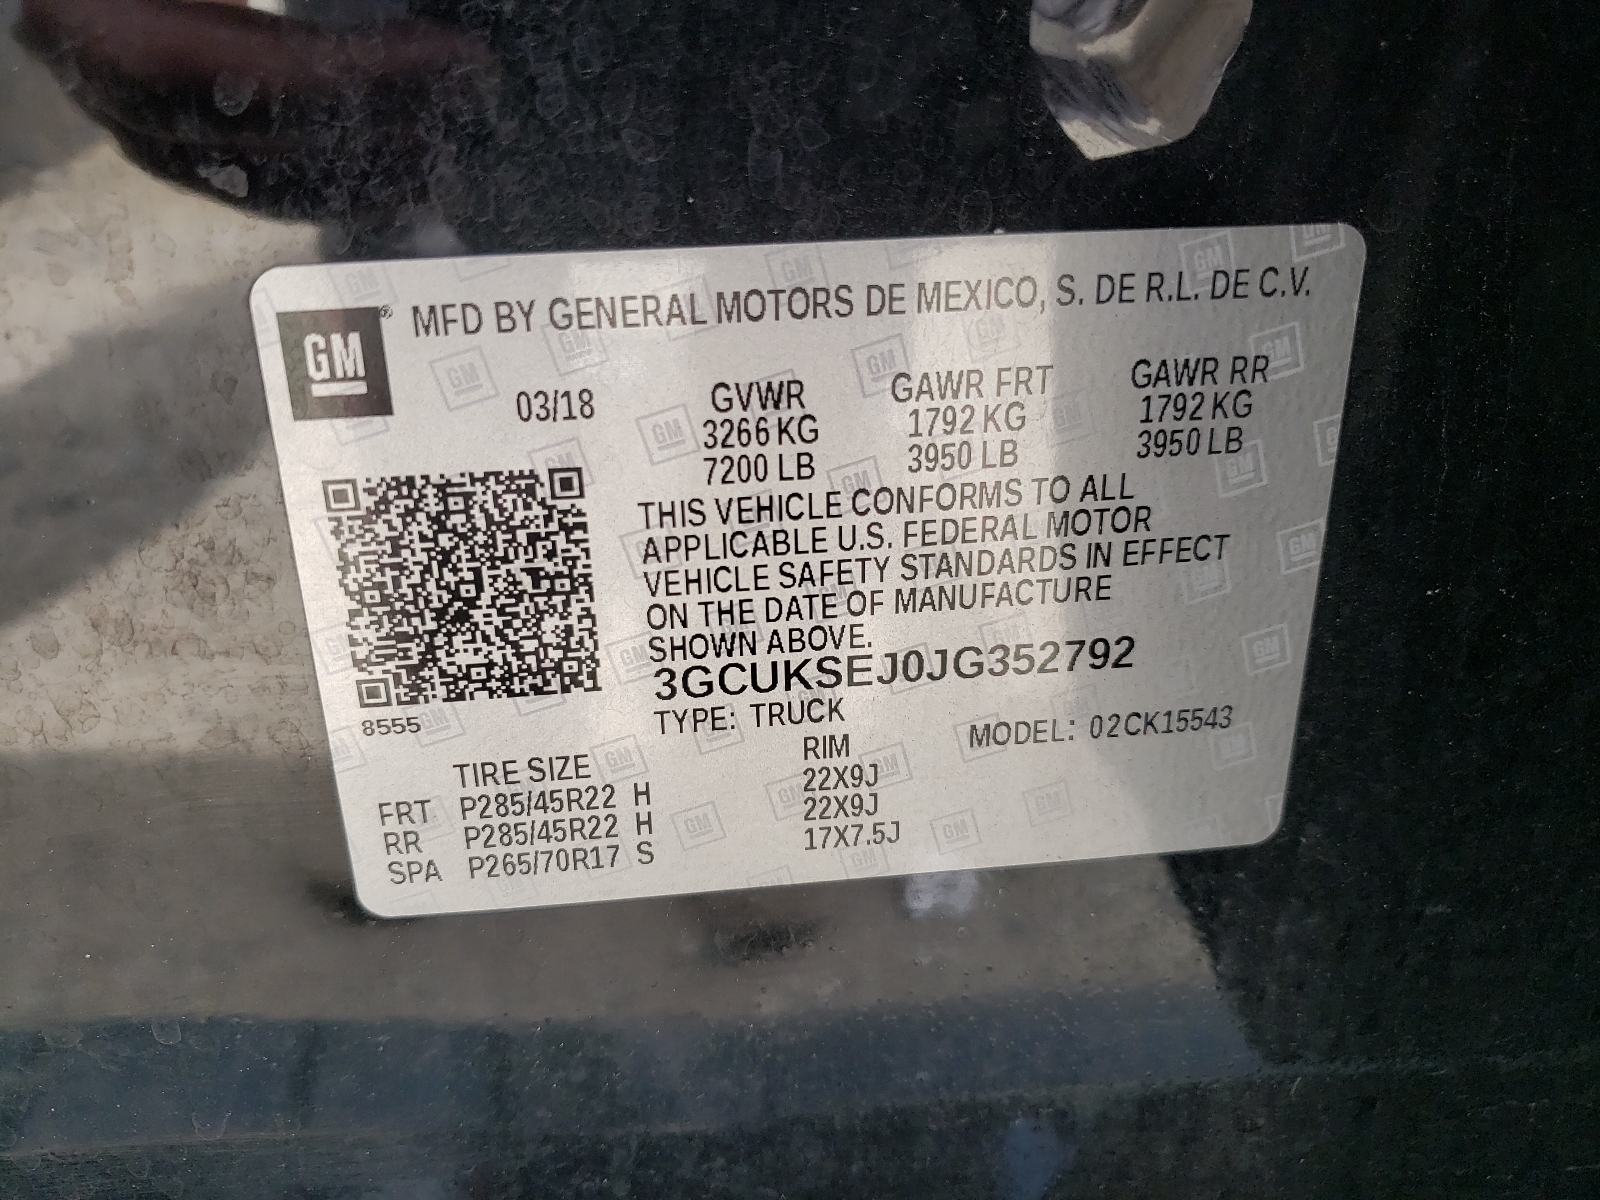 GM ® MFD BY GENERAL MOTORS DE MEXICO, S. DE R.L. DE C.V.
03/18 GVWR GAWR FRT GAWR RR
3266 KG 1792 KG 1792 KG
7200 LB 3950 LB 3950 LB
THIS VEHICLE CONFORMS TO ALL
APPLICABLE U.S. FEDERAL MOTOR
VEHICLE SAFETY STANDARDS IN EFFECT
ON THE DATE OF MANUFACTURE
SHOWN ABOVE.
3GCUKSEJ0JG352792
8555 TYPE: TRUCK MODEL: 02CK15543
TIRE SIZE RIM
FRT P285/45R22 H 22X9J
RR P285/45R22 H 22X9J
SPA P265/70R17 S 17X7.5J